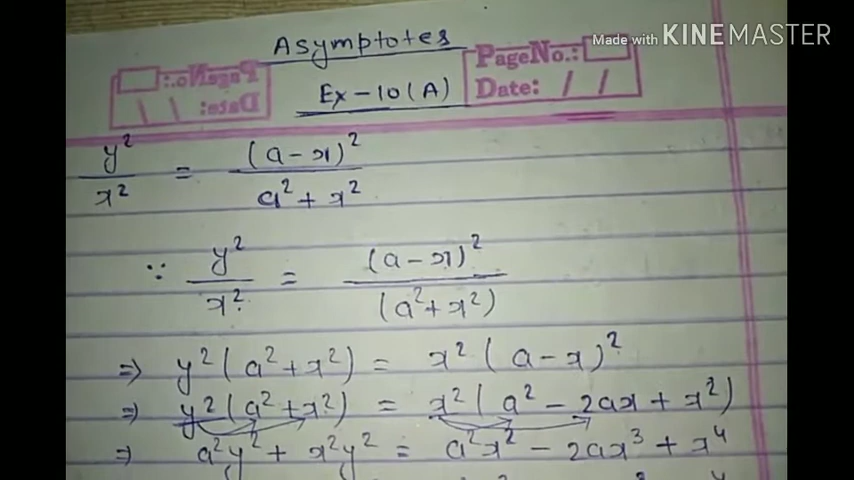 Made with KINEMASTER
Asymptotes
PageNo.:
Ex-10(A)
Date: / /
y²/x² = (a-x)²/a²+x²
∵ y²/x² = (a-x)²/(a²+x²)
⇒ y²(a²+x²) = x²(a-x)²
⇒ y²(a²+x²) = x²(a²-2ax+x²)
⇒ a²y²+x²y² = a²x²-2ax³+x⁴